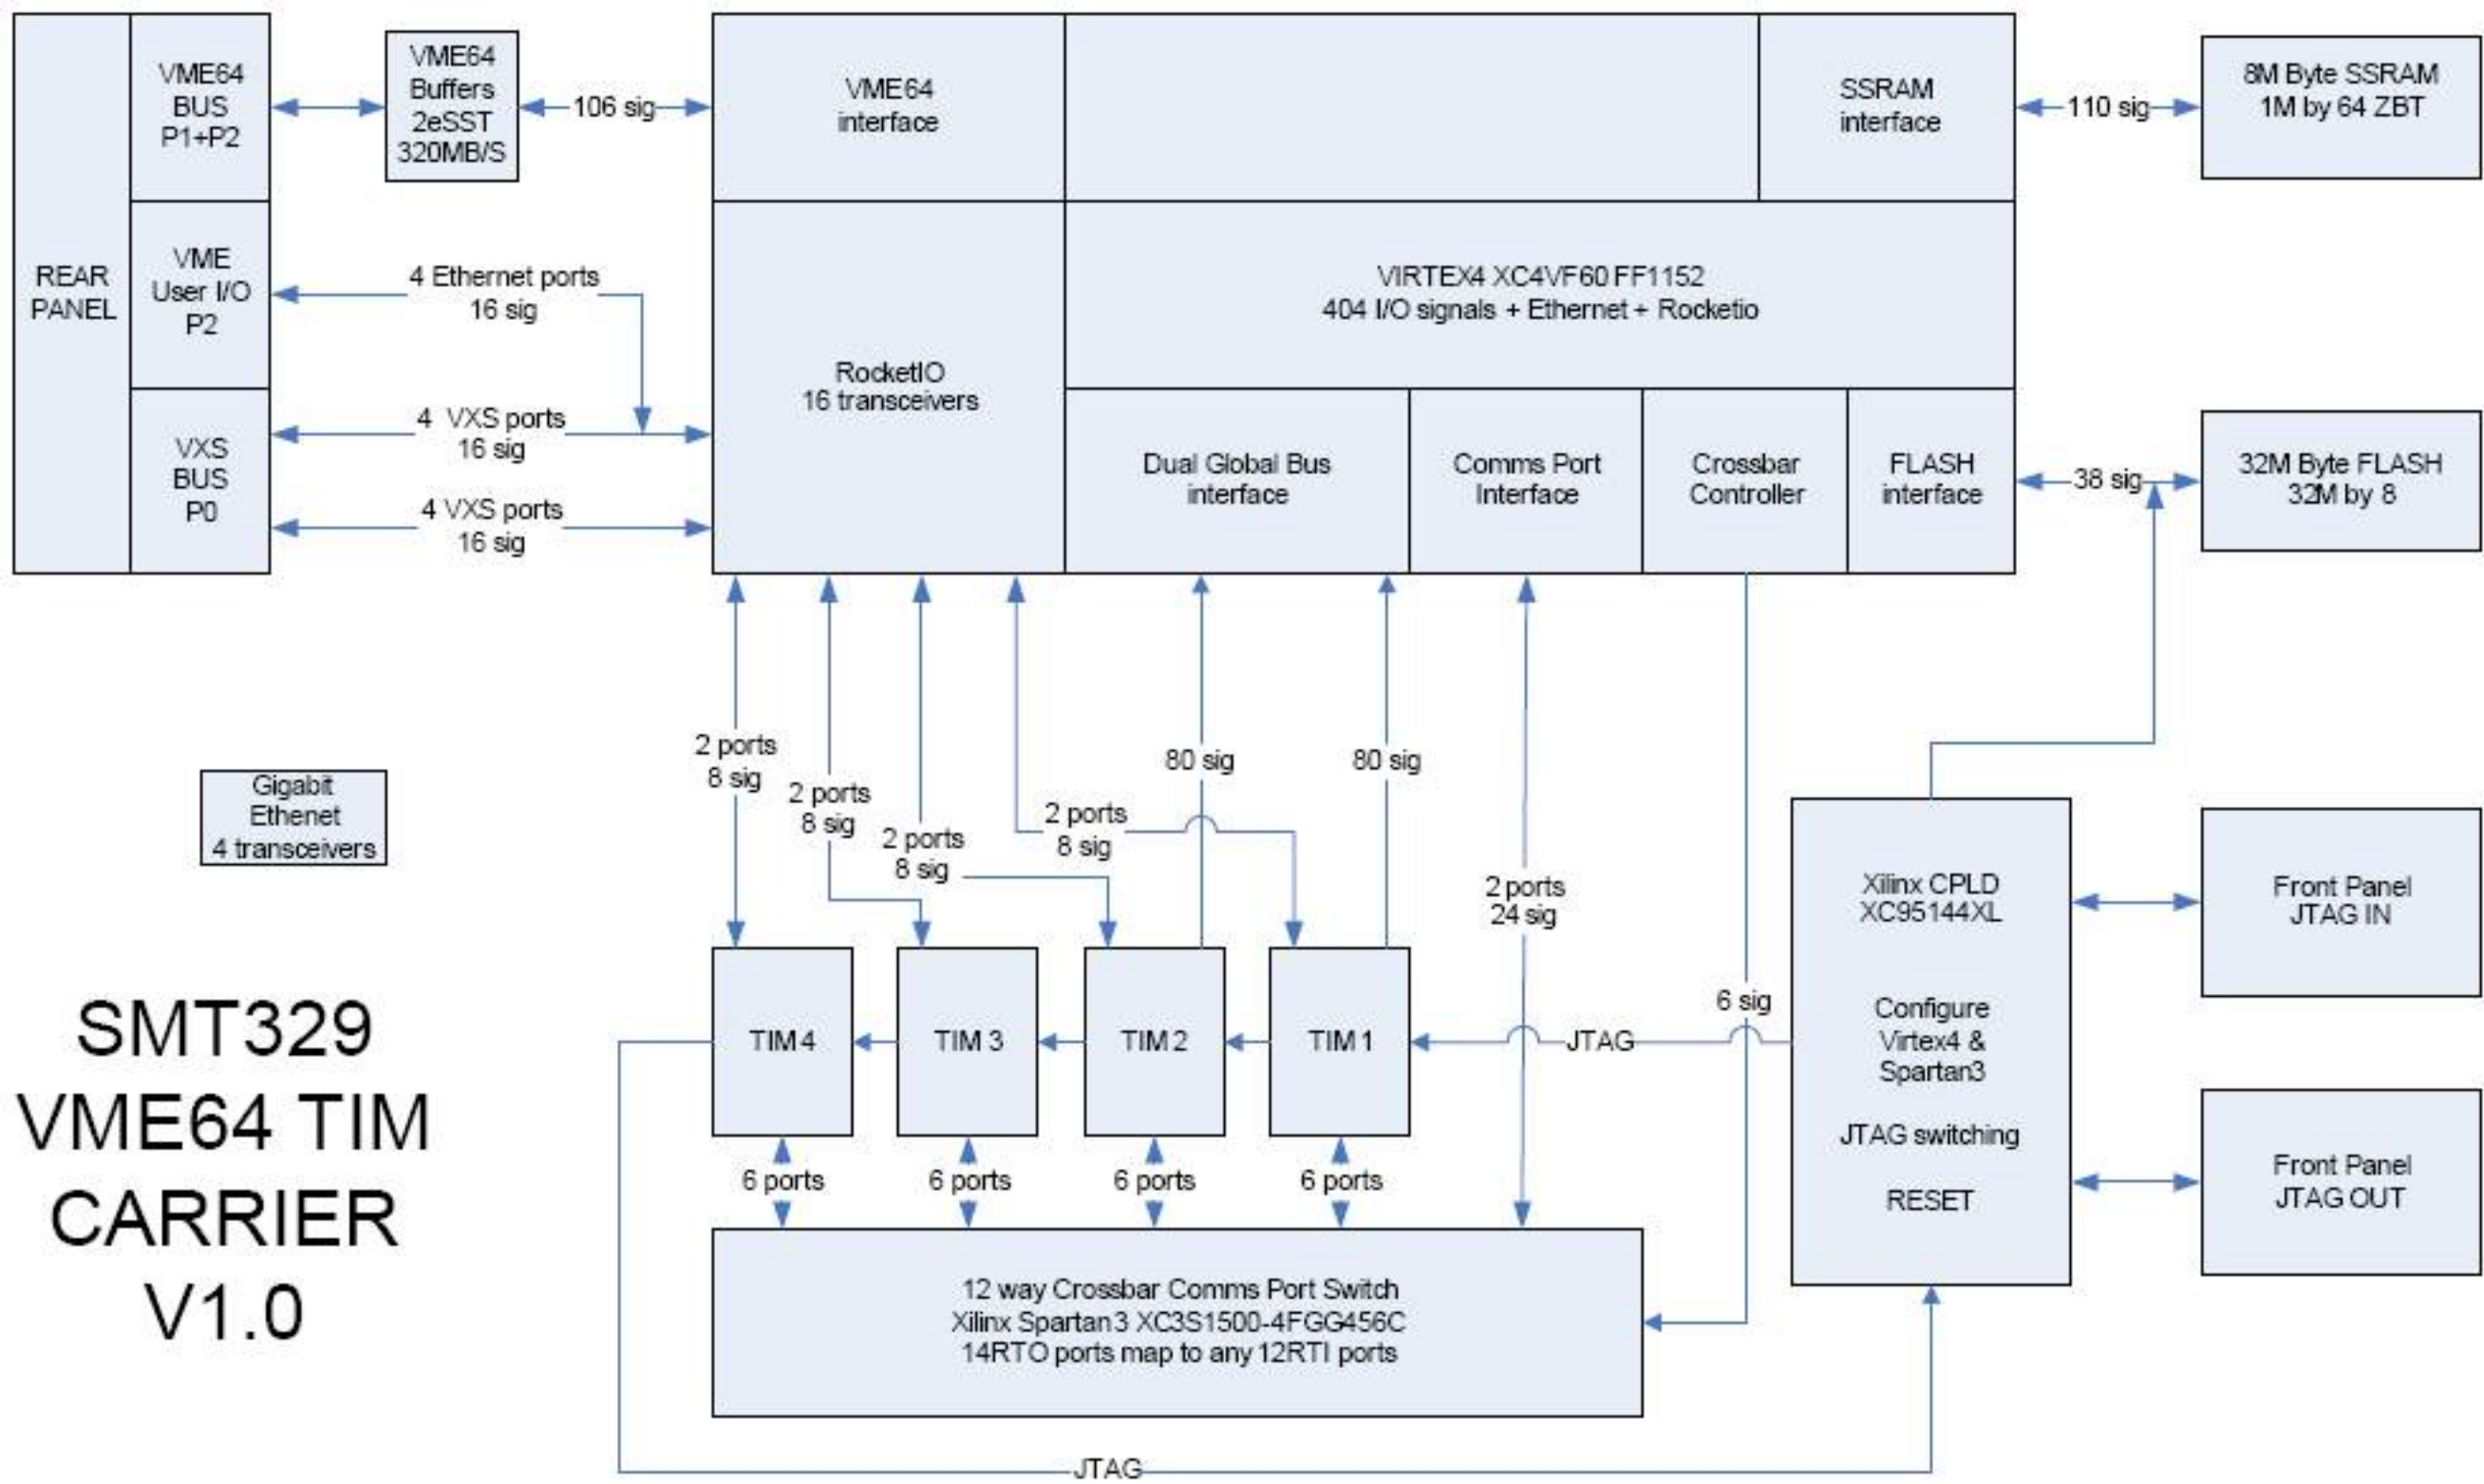 REAR
PANEL
VME64
BUS
P1+P2
VME
User I/O
P2
VXS
BUS
P0
VME64
Buffers
2eSST
320MB/S
106 sig
4 Ethernet ports
16 sig
4 VXS ports
16 sig
4 VXS ports
16 sig
VME64
interface
SSRAM
interface
110 sig
8M Byte SSRAM
1M by 64 ZBT
RocketIO
16 transceivers
VIRTEX4 XC4VF60 FF1152
404 I/O signals + Ethernet + Rocketio
Dual Global Bus
interface
Comms Port
Interface
Crossbar
Controller
FLASH
interface
38 sig
32M Byte FLASH
32M by 8
2 ports
8 sig
2 ports
8 sig
2 ports
8 sig
2 ports
8 sig
80 sig
80 sig
2 ports
24 sig
6 sig
Gigabit
Ethenet
4 transceivers
SMT329
VME64 TIM
CARRIER
V1.0
TIM 4
TIM 3
TIM 2
TIM 1
JTAG
Xilinx CPLD
XC95144XL
Configure
Virtex4 &
Spartan3
JTAG switching
RESET
Front Panel
JTAG IN
Front Panel
JTAG OUT
6 ports
6 ports
6 ports
6 ports
12 way Crossbar Comms Port Switch
Xilinx Spartan 3 XC3S1500-4FGG456C
14RTO ports map to any 12RTI ports
JTAG